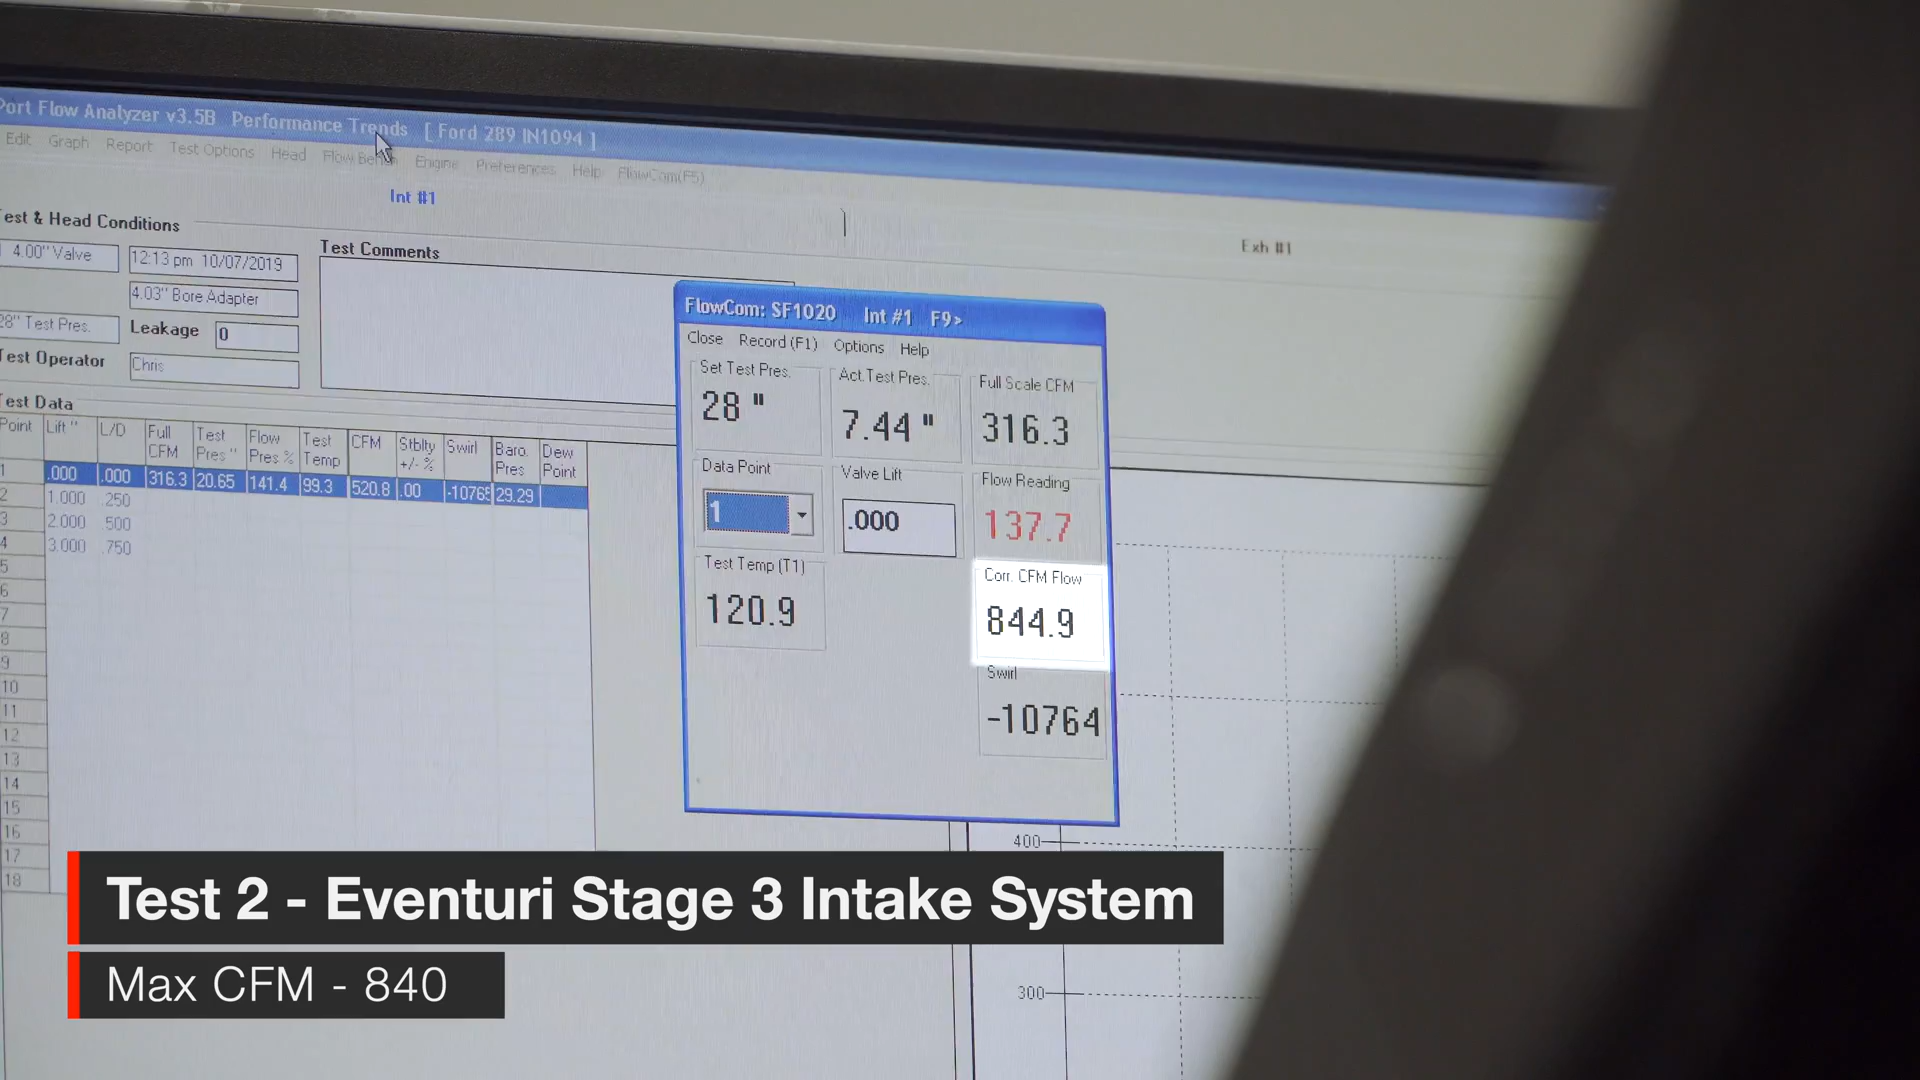 Port Flow Analyzer v3.5B Performance Trends [ Ford 289 IN1094 ]
Edit Graph Report Test Options Head Flow Bench Engine Preferences Help FlowCom(F5)
Int #1
Exh #1
Test & Head Conditions
4.00" Valve
12:13 pm 10/07/2019
4.03" Bore Adapter
28" Test Pres.
Leakage 0
Test Operator
Chris
Test Comments
Test Data
Point Lift" L/D Full CFM Test Pres" Flow Pres % Test Temp CFM Stblty +/- % Swirl Baro. Pres Dew Point
1 .000 .000 316.3 20.65 141.4 99.3 520.8 .00 29.29
2 1.000 .250
3 2.000 .500
4 3.000 .750
5
6
7
8
9
10
11
12
13
14
15
16
17
18
FlowCom: SF1020 Int #1 F9>
Close Record (F1) Options Help
Set Test Pres.
28 "
Act.Test Pres.
7.44 "
Full Scale CFM
316.3
Data Point
1
Valve Lift
.000
Flow Reading
137.7
Test Temp (T1)
120.9
Corr. CFM Flow
844.9
Swirl
-10764
400
300
Test 2 - Eventuri Stage 3 Intake System
Max CFM - 840